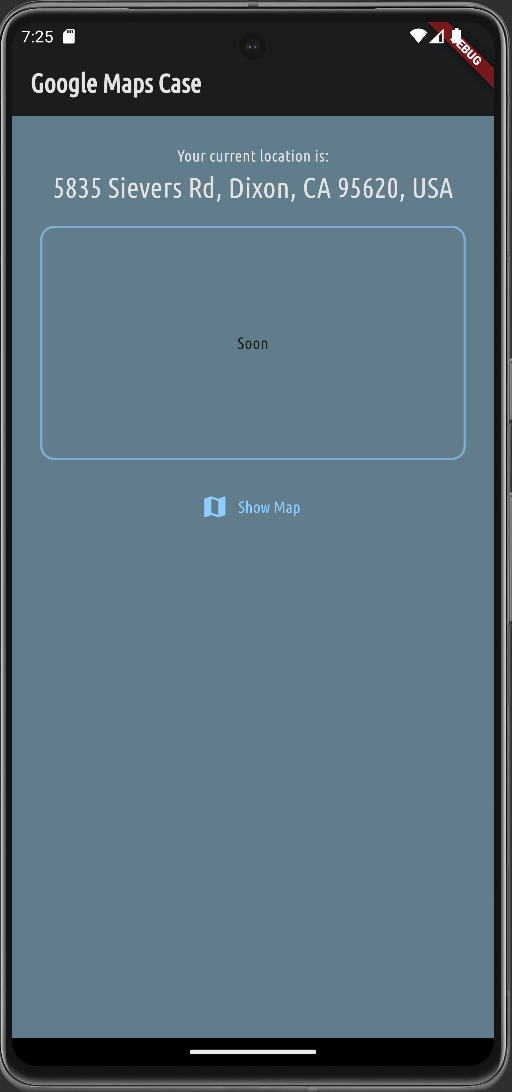 7:25
DEBUG
Google Maps Case
Your current location is:
5835 Sievers Rd, Dixon, CA 95620, USA
Soon
Show Map